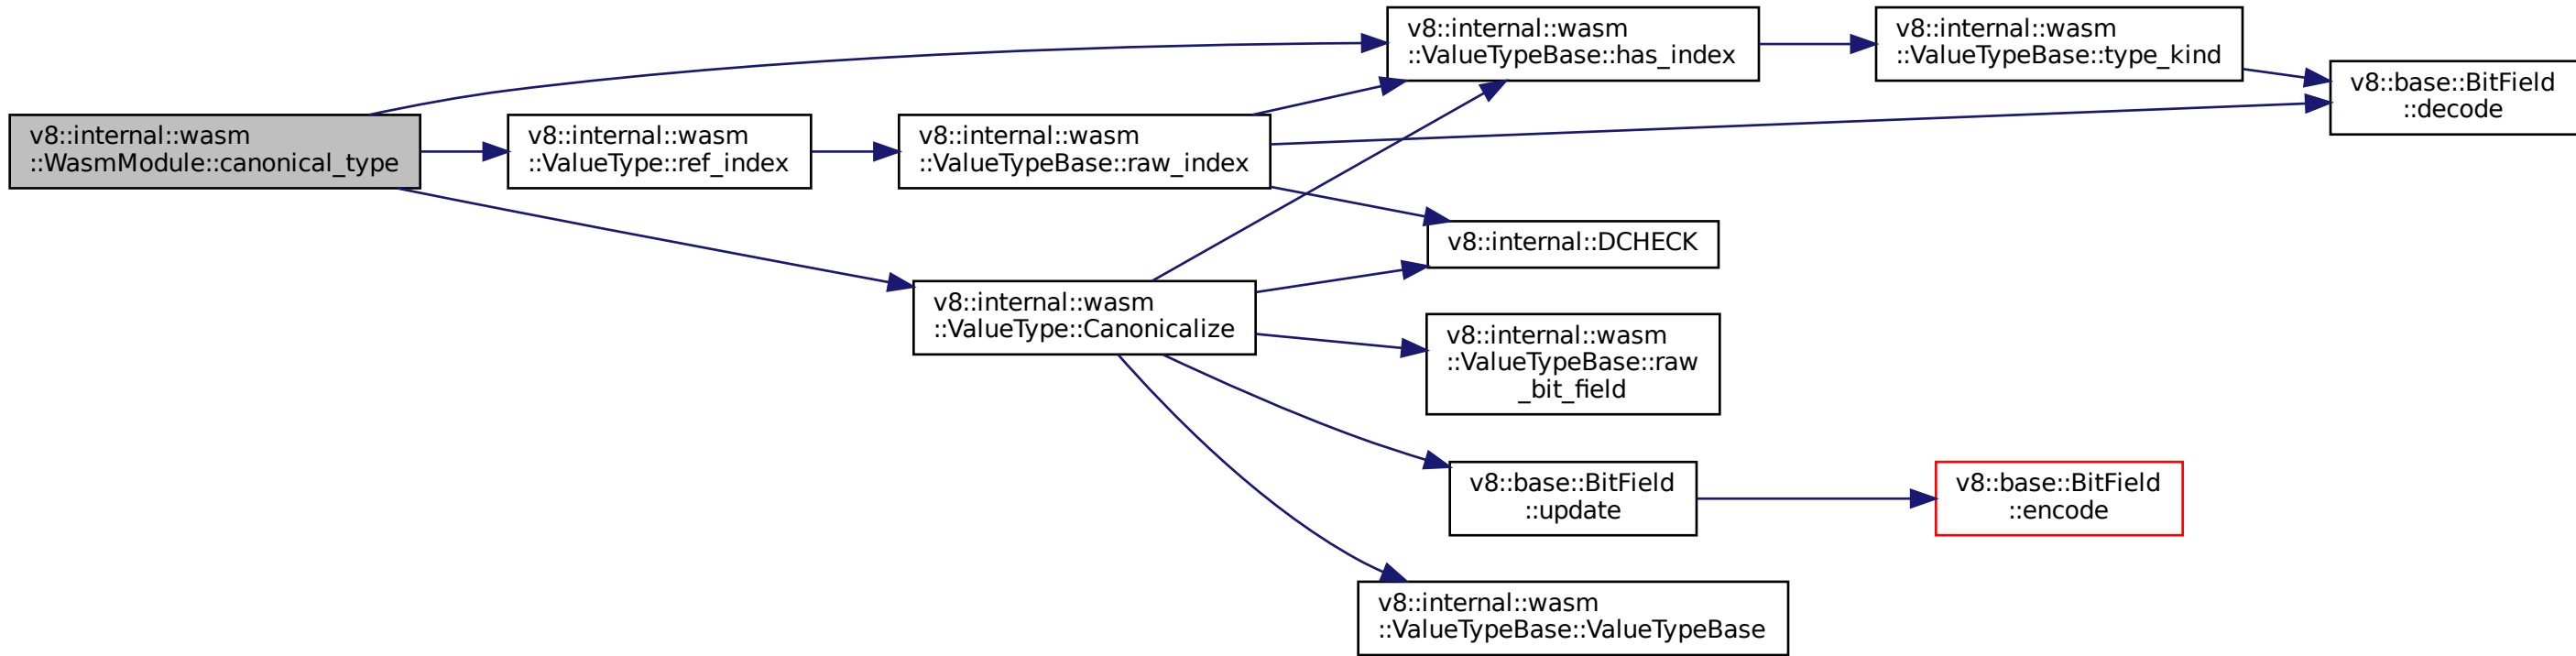 v8::internal::wasm
::WasmModule::canonical_type
v8::internal::wasm
::ValueType::ref_index
v8::internal::wasm
::ValueTypeBase::raw_index
v8::internal::wasm
::ValueTypeBase::has_index
v8::internal::wasm
::ValueTypeBase::type_kind
v8::base::BitField
::decode
v8::internal::DCHECK
v8::internal::wasm
::ValueType::Canonicalize
v8::internal::wasm
::ValueTypeBase::raw
_bit_field
v8::base::BitField
::update
v8::base::BitField
::encode
v8::internal::wasm
::ValueTypeBase::ValueTypeBase